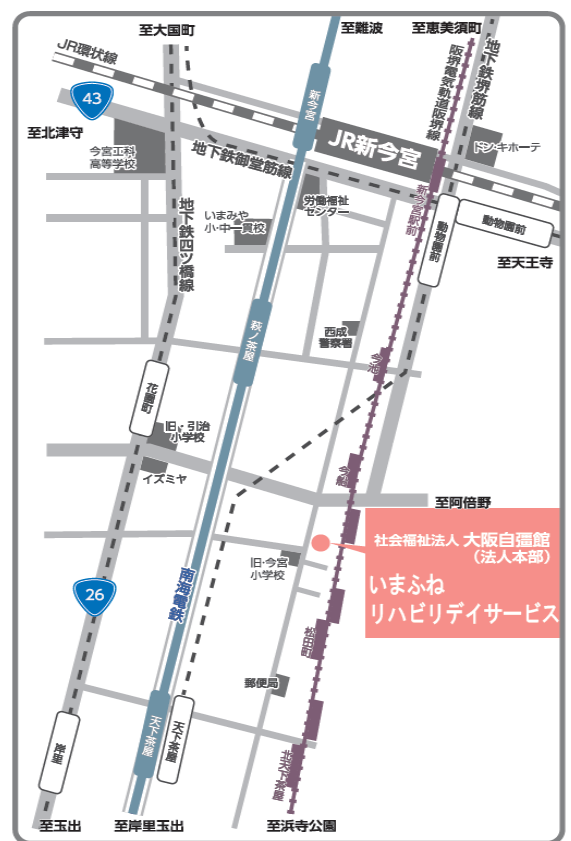 至大国町
至難波
至恵美須町
JR環状線
地下鉄堺筋線
阪堺電気軌道阪堺線
43
新今宮
JR新今宮
ドン・キホーテ
至北津守
今宮工科
高等学校
地下鉄御堂筋線
労働福祉
センター
新今宮駅前
動物園前
動物園前
いまみや
小・中一貫校
地下鉄四ツ橋線
至天王寺
萩ノ茶屋
西成
警察署
今池
花園町
旧・引治
小学校
イズミヤ
今船
至阿倍野
社会福祉法人 大阪自彊館
(法人本部)
いまふね
リハビリデイサービス
旧・今宮
小学校
南海電鉄
26
松田町
郵便局
天下茶屋
天下茶屋
岸里
北天下茶屋
至玉出
至岸里玉出
至浜寺公園